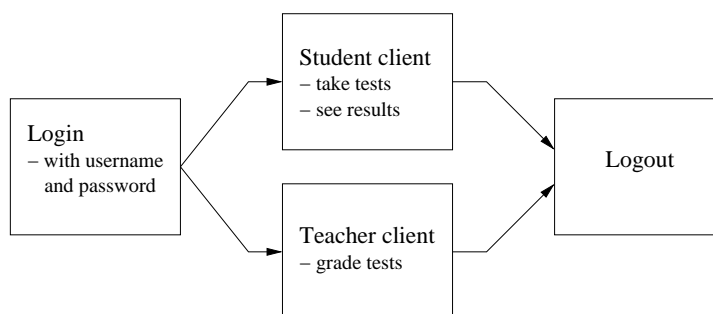 Login
– with username
and password
Student client
– take tests
– see results
Teacher client
– grade tests
Logout